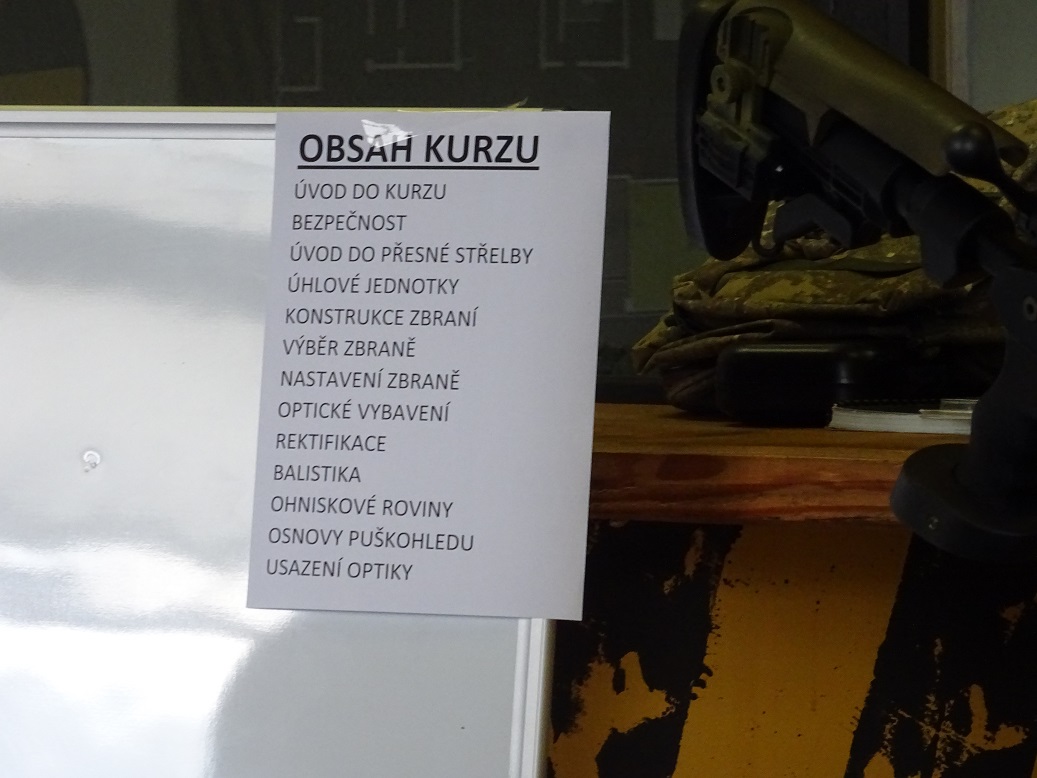 OBSAH KURZU
ÚVOD DO KURZU
BEZPEČNOST
ÚVOD DO PŘESNÉ STŘELBY
ÚHLOVÉ JEDNOTKY
KONSTRUKCE ZBRANÍ
VÝBĚR ZBRANĚ
NASTAVENÍ ZBRANĚ
OPTICKÉ VYBAVENÍ
REKTIFIKACE
BALISTIKA
OHNISKOVÉ ROVINY
OSNOVY PUŠKOHLEDU
USAZENÍ OPTIKY